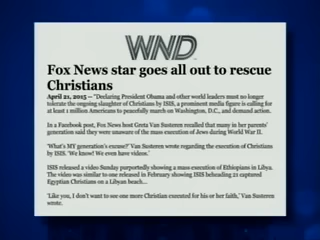 WND
Fox News star goes all out to rescue
Christians
April 21, 2015 — "Declaring President Obama and other world leaders must no longer
tolerate the ongoing slaughter of Christians by ISIS, a prominent media figure is calling for
at least 1 million Americans to peacefully march on Washington, D.C., and demand action.
In a Facebook post, Fox News host Greta Van Susteren recalled that many in her parents'
generation said they were unaware of the mass execution of Jews during World War II.
'What's MY generation's excuse?' Van Susteren wrote regarding the execution of Christians
by ISIS. 'We know! We even have videos.'
ISIS released a video Sunday purportedly showing a mass execution of Ethiopians in Libya.
The video was similar to one released in February showing ISIS beheading 21 captured
Egyptian Christians on a Libyan beach....
'Like you, I don't want to see one more Christian executed for his or her faith,' Van Susteren
wrote.